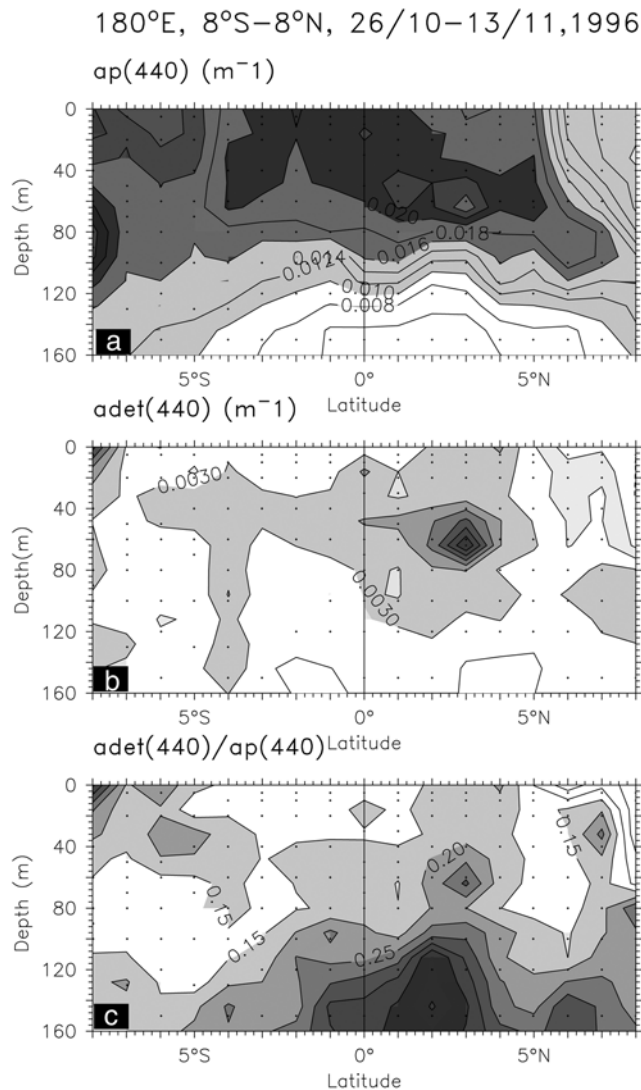 180°E, 8°S–8°N, 26/10–13/11,1996
ap(440) (m⁻1)
0
40
80
120
160
Depth (m)
0.020
0.018
0.016
0.0124
0.010
0.008
a
5°S 0° 5°N
Latitude
adet(440) (m⁻1)
0
40
80
120
160
Depth(m)
0.0030
0.0030
b
5°S 0° 5°N
Latitude
adet(440)/ap(440)
0
40
80
120
160
Depth (m)
0.20
0.15
0.15
0.15
0.25
c
5°S 0° 5°N
Latitude